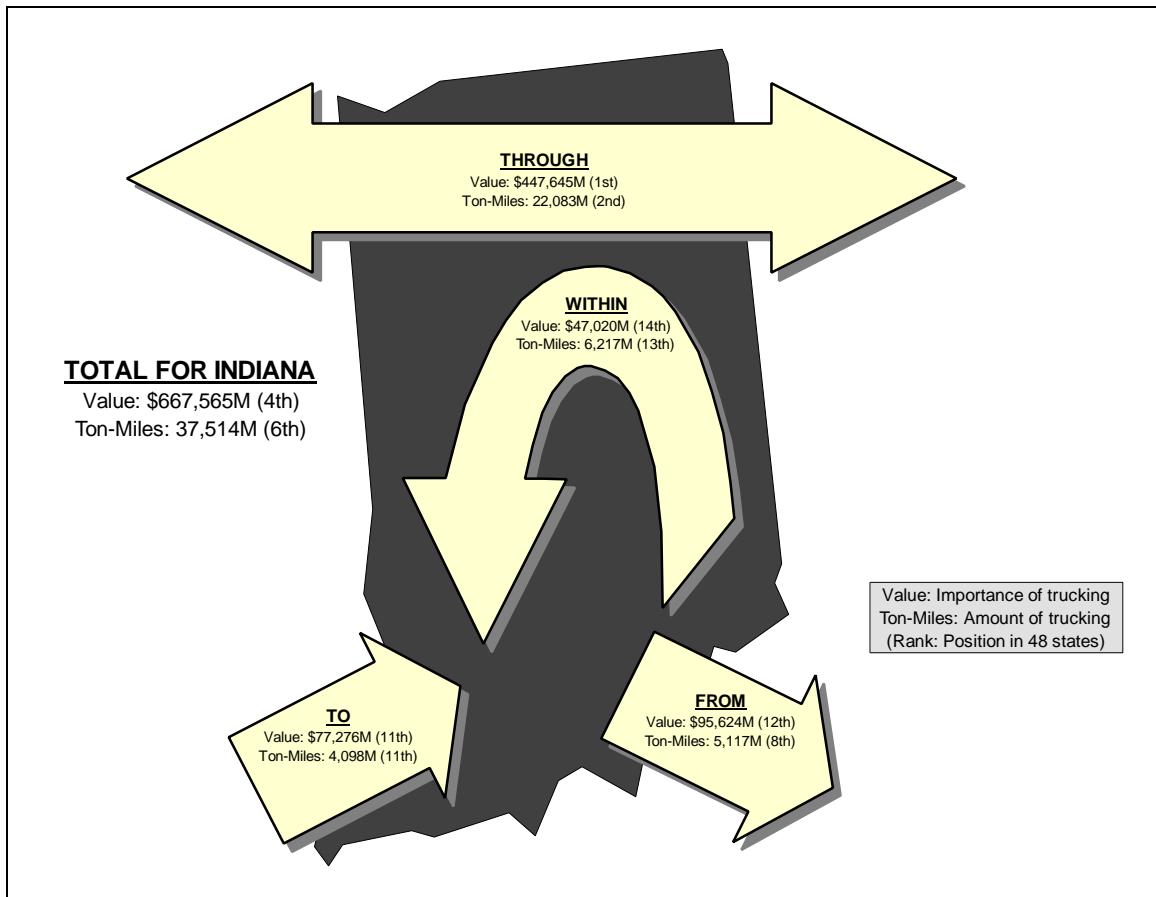 THROUGH
Value: $447,645M (1st)
Ton-Miles: 22,083M (2nd)
WITHIN
Value: $47,020M (14th)
Ton-Miles: 6,217M (13th)
TOTAL FOR INDIANA
Value: $667,565M (4th)
Ton-Miles: 37,514M (6th)
Value: Importance of trucking
Ton-Miles: Amount of trucking
(Rank: Position in 48 states)
TO
Value: $77,276M (11th)
Ton-Miles: 4,098M (11th)
FROM
Value: $95,624M (12th)
Ton-Miles: 5,117M (8th)